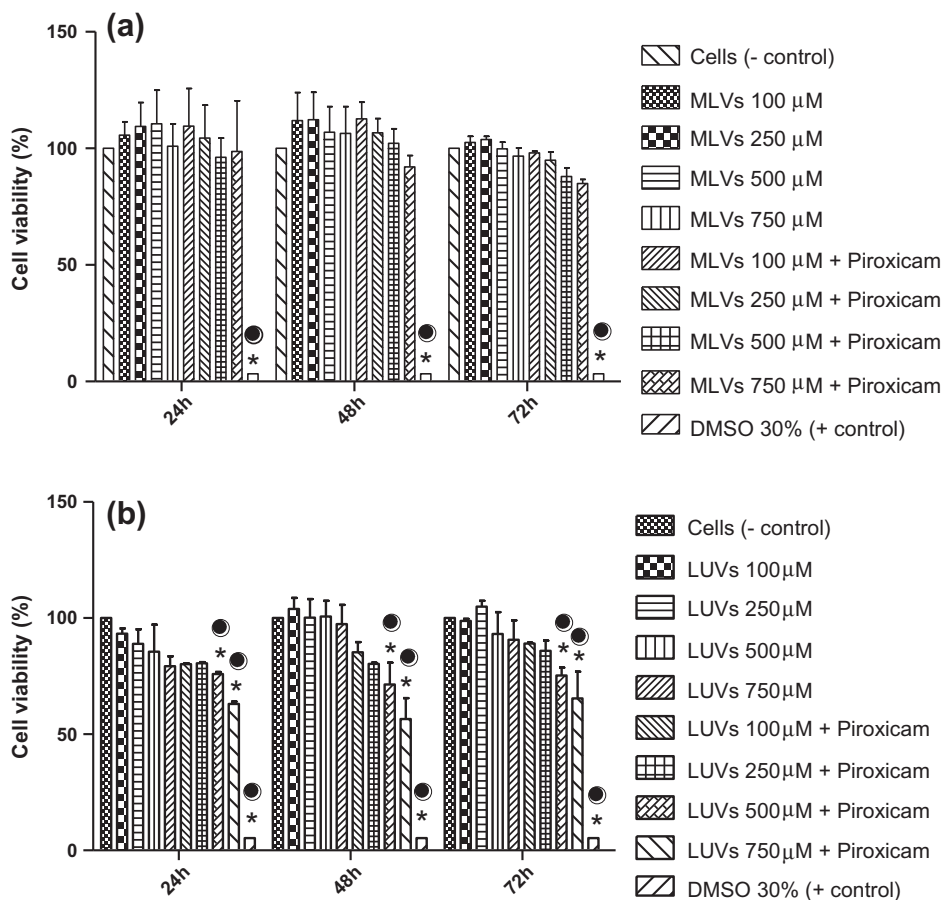 (a)
150
100
50
0
Cell viability (%)
24h
48h
72h
*
*
*
Cells (- control)
MLVs 100 μM
MLVs 250 μM
MLVs 500 μM
MLVs 750 μM
MLVs 100 μM + Piroxicam
MLVs 250 μM + Piroxicam
MLVs 500 μM + Piroxicam
MLVs 750 μM + Piroxicam
DMSO 30% (+ control)
(b)
150
100
50
0
Cell viability (%)
24h
48h
72h
*
*
*
*
*
*
*
*
*
Cells (- control)
LUVs 100μM
LUVs 250μM
LUVs 500μM
LUVs 750μM
LUVs 100μM + Piroxicam
LUVs 250μM + Piroxicam
LUVs 500μM + Piroxicam
LUVs 750μM + Piroxicam
DMSO 30% (+ control)